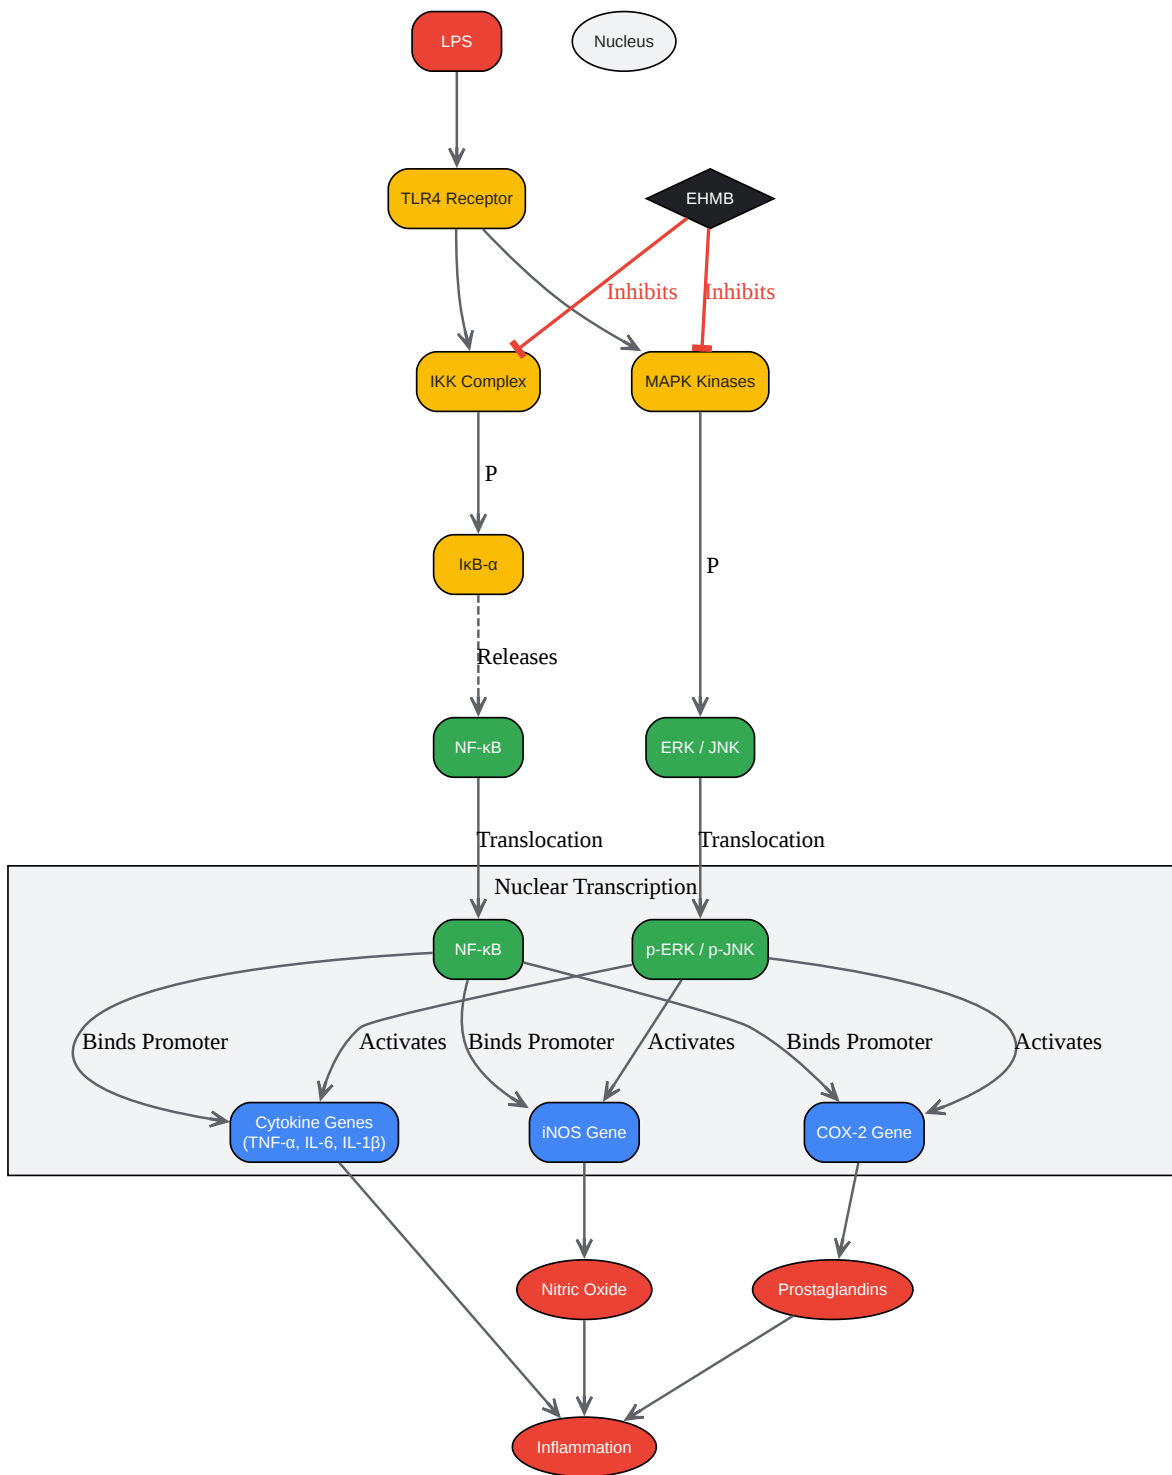 LPS
Nucleus
TLR4 Receptor
EHMB
Inhibits
Inhibits
IKK Complex
MAPK Kinases
P
IκB-α
P
Releases
NF-κB
ERK / JNK
Translocation
Translocation
Nuclear Transcription
NF-κB
p-ERK / p-JNK
Binds Promoter
Activates
Binds Promoter
Activates
Binds Promoter
Activates
Cytokine Genes
(TNF-α, IL-6, IL-1β)
iNOS Gene
COX-2 Gene
Nitric Oxide
Prostaglandins
Inflammation